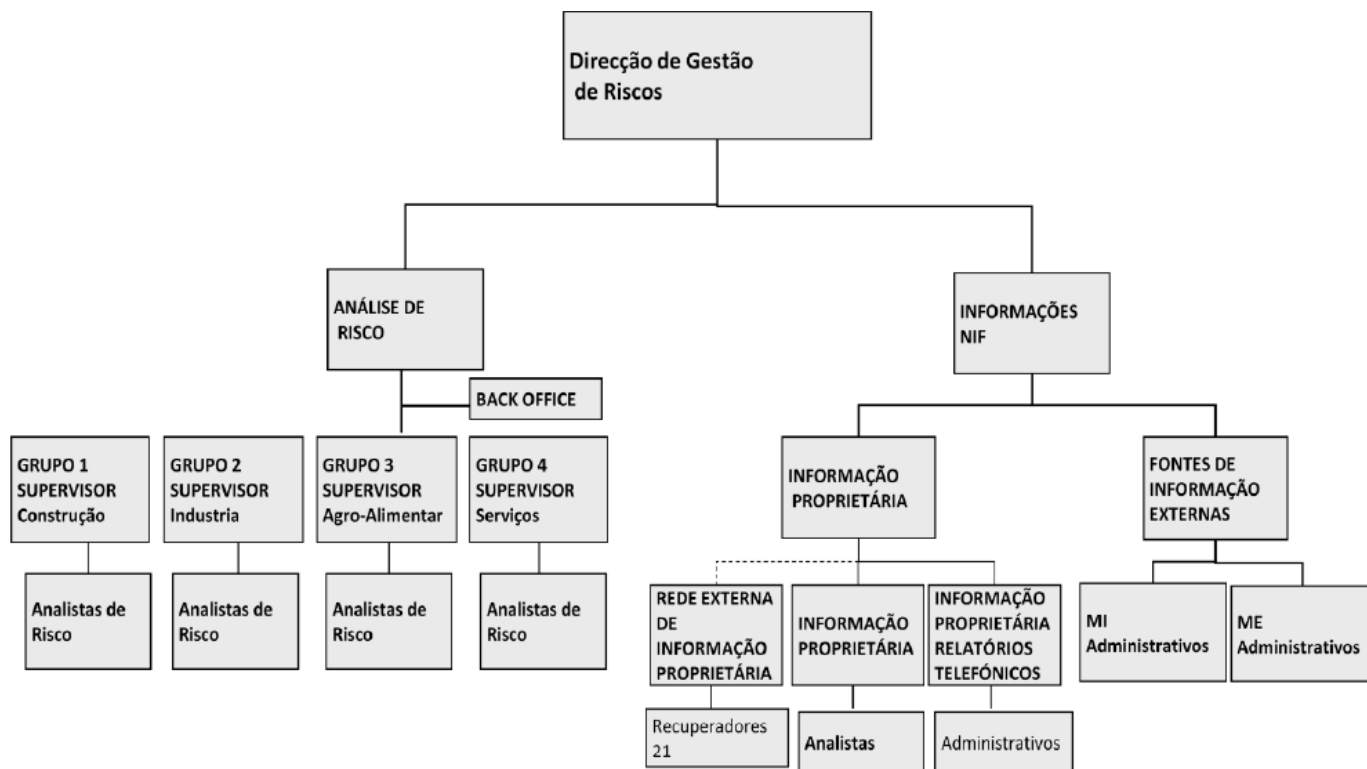 Direcção de Gestão
de Riscos
ANÁLISE DE
RISCO
INFORMAÇÕES
NIF
BACK OFFICE
GRUPO 1
SUPERVISOR
Construção
GRUPO 2
SUPERVISOR
Industria
GRUPO 3
SUPERVISOR
Agro-Alimentar
GRUPO 4
SUPERVISOR
Serviços
INFORMAÇÃO
PROPRIETÁRIA
FONTES DE
INFORMAÇÃO
EXTERNAS
Analistas de
Risco
Analistas de
Risco
Analistas de
Risco
Analistas de
Risco
REDE EXTERNA
DE
INFORMAÇÃO
PROPRIETÁRIA
INFORMAÇÃO
PROPRIETÁRIA
INFORMAÇÃO
PROPRIETÁRIA
RELATÓRIOS
TELEFÓNICOS
MI
Administrativos
ME
Administrativos
Recuperadores
21
Analistas
Administrativos